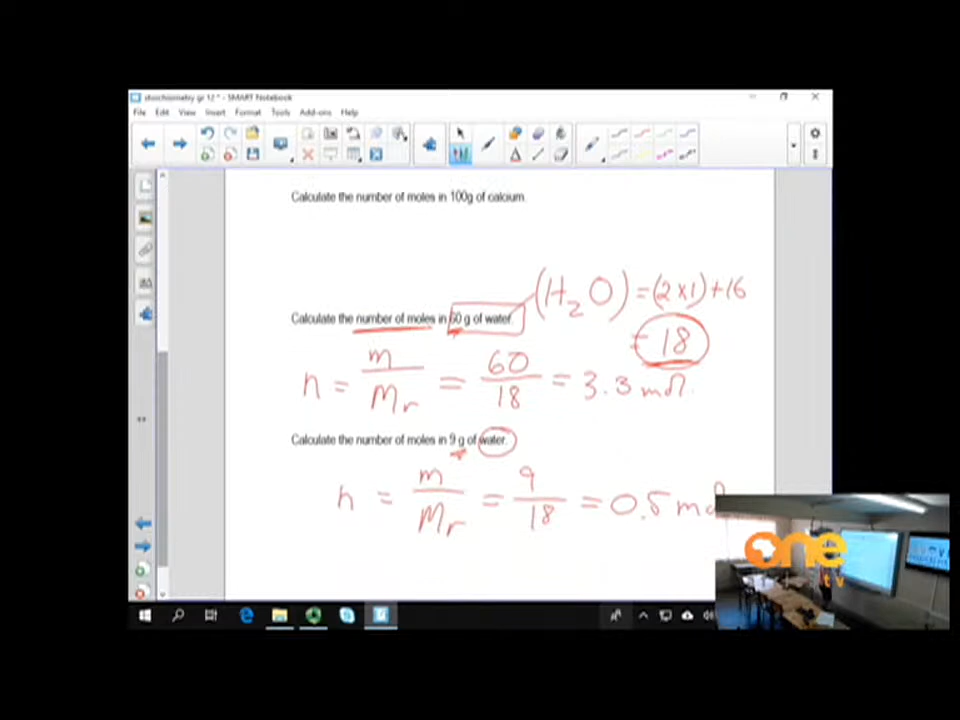 stoichiometry gr 12 * - SMART Notebook
File Edit View Insert Format Tools Add-ons Help
Calculate the number of moles in 100g of calcium
(H₂O) = (2×1)+16
Calculate the number of moles in 60 g of water.
= 18
n = m/Mr = 60/18 = 3.3 mol.
Calculate the number of moles in 9 g of water.
n = m/Mr = 9/18 = 0.5 mol
one
tv